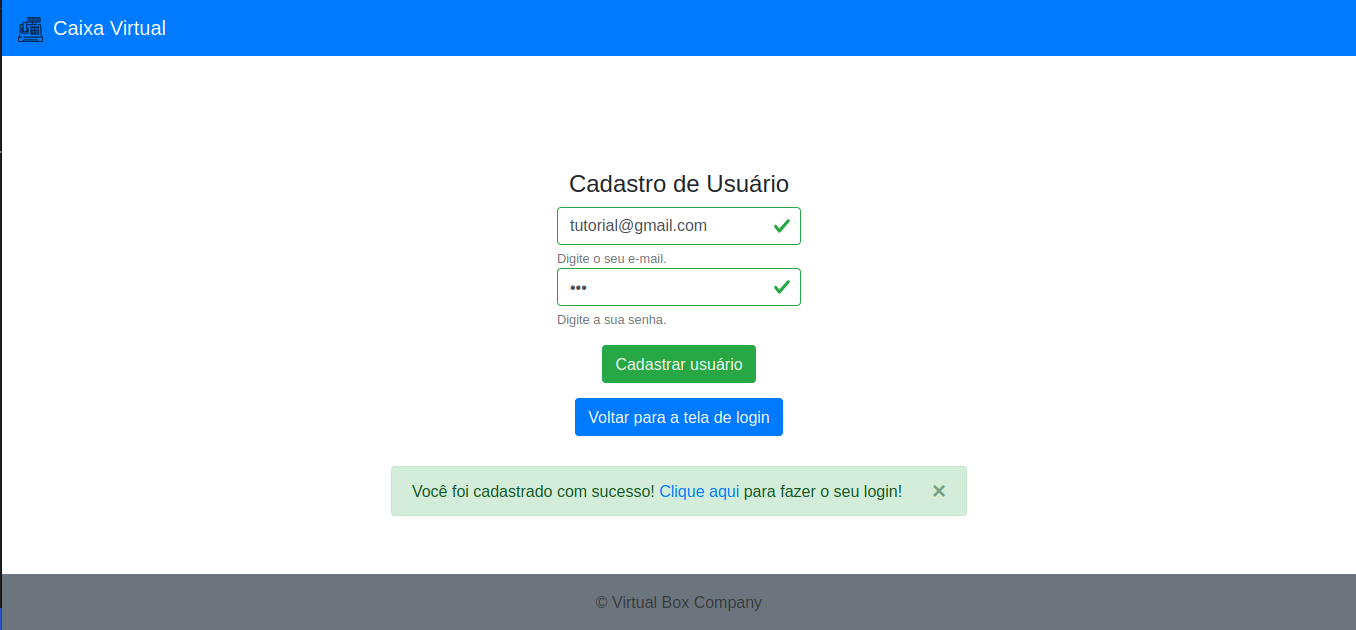 Caixa Virtual
Cadastro de Usuário
tutorial@gmail.com
Digite o seu e-mail.
•••
Digite a sua senha.
Cadastrar usuário
Voltar para a tela de login
Você foi cadastrado com sucesso! Clique aqui para fazer o seu login! ×
© Virtual Box Company